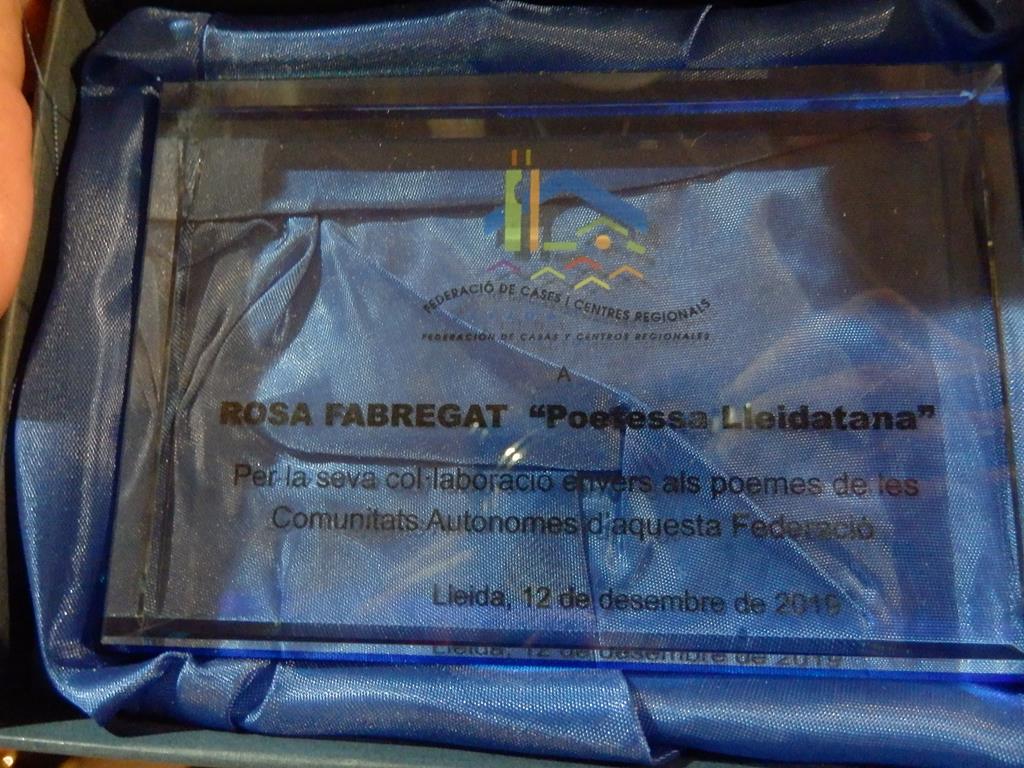 FEDERACIÓ DE CASES I CENTRES REGIONALS
FEDERACIÓN DE CASAS Y CENTROS REGIONALES
A
ROSA FABREGAT "Poetessa Lleidatana"
Per la seva col·laboració envers als poemes de les
Comunitats Autonomes d'aquesta Federació
Lleida, 12 de desembre de 2019